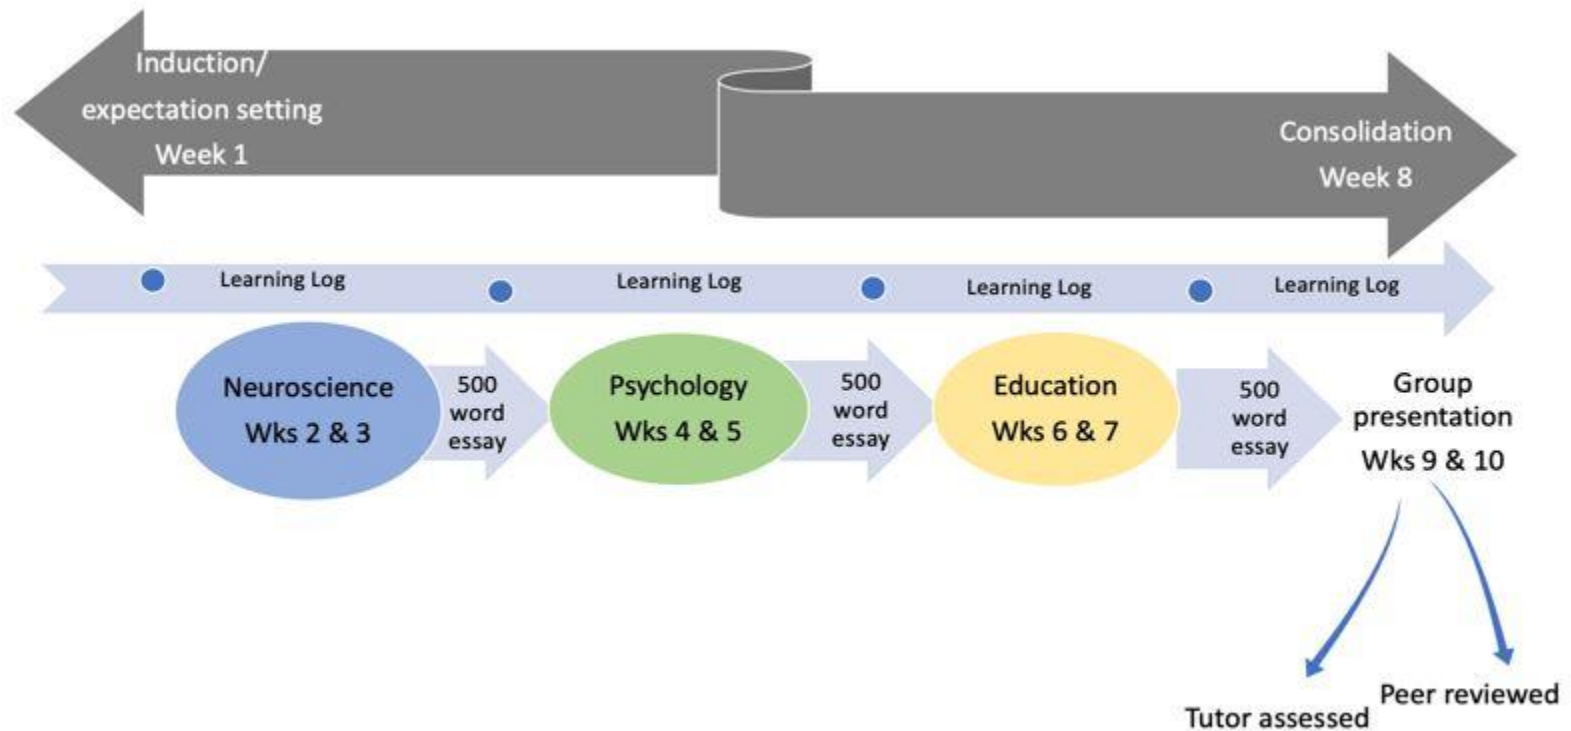 Induction/
expectation setting
Week 1
Consolidation
Week 8
Learning Log
Learning Log
Learning Log
Learning Log
Neuroscience
Wks 2 & 3
500
word
essay
Psychology
Wks 4 & 5
500
word
essay
Education
Wks 6 & 7
500
word
essay
Group
presentation
Wks 9 & 10
Tutor assessed
Peer reviewed